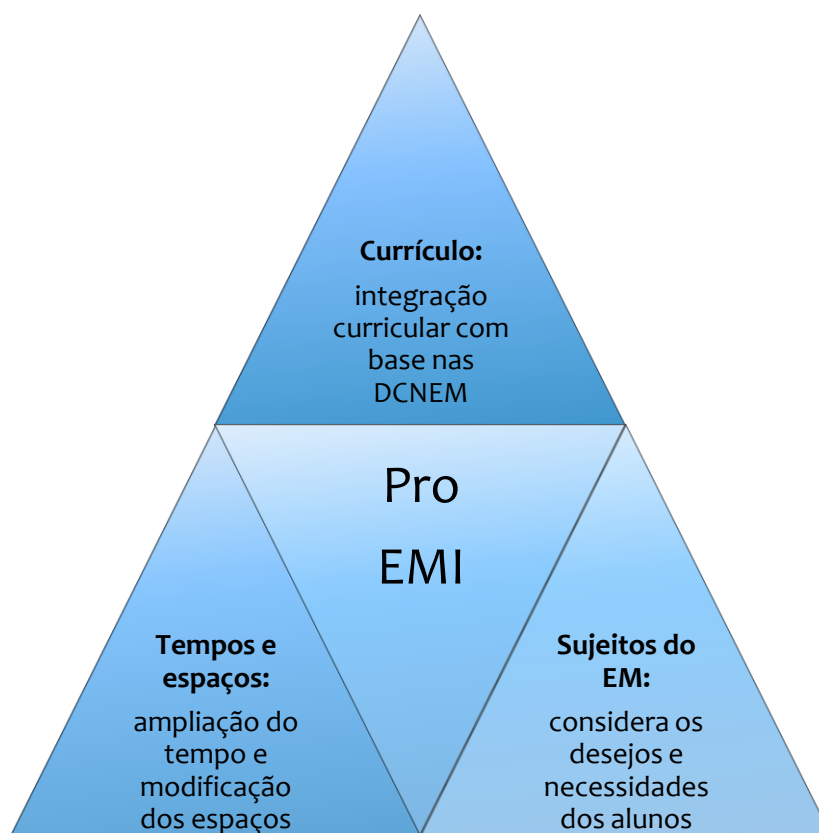 Currículo:
integração
curricular com
base nas
DCNEM
Pro
EMI
Tempos e
espaços:
ampliação do
tempo e
modificação
dos espaços
Sujeitos do
EM:
considera os
desejos e
necessidades
dos alunos